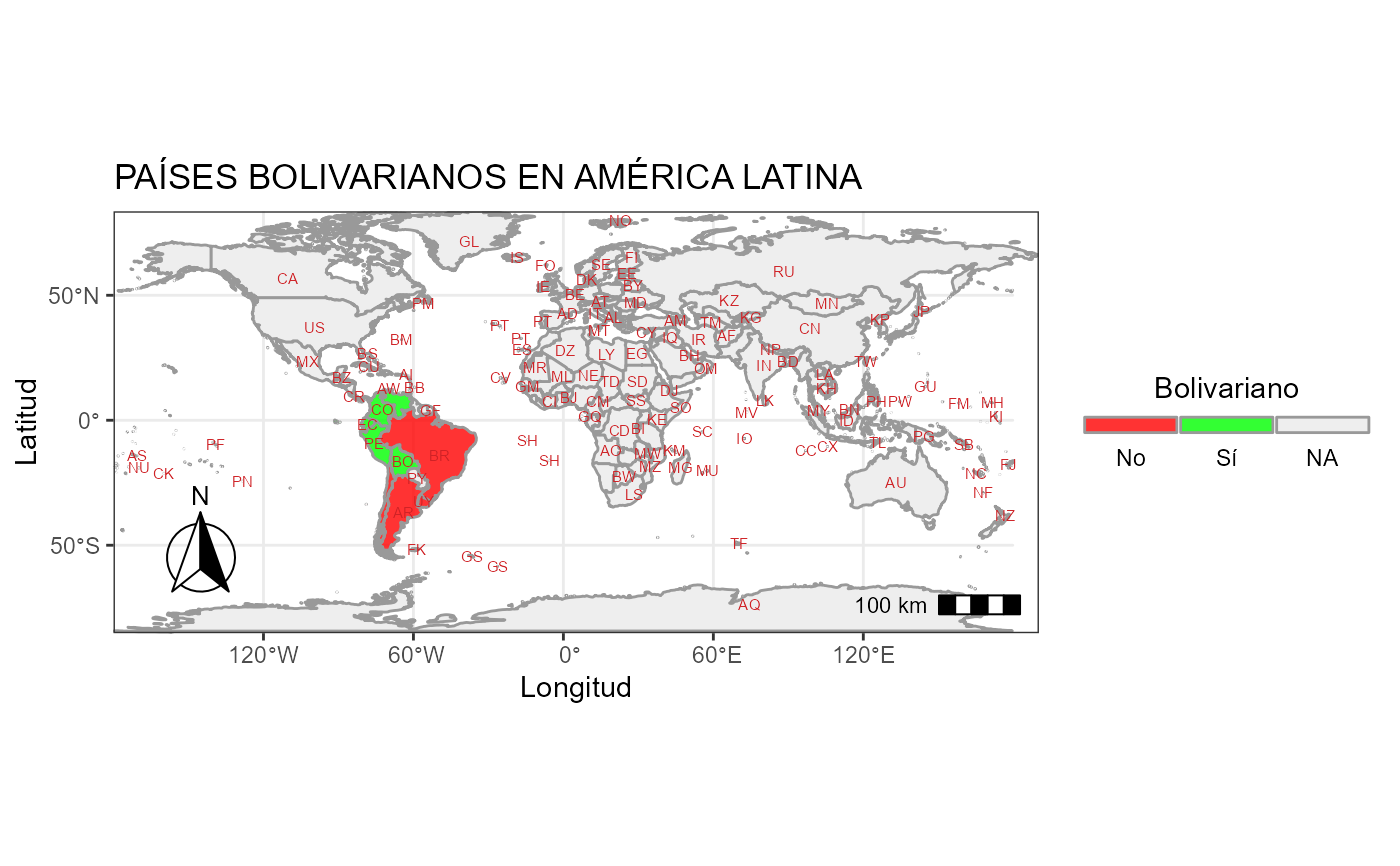 PAÍSES BOLIVARIANOS EN AMÉRICA LATINA
NO
GL
IS
FO
SE
FI
RU
CA
IE
DK
EE
BY
BE
PM
AT
MD
KZ
MN
US
PT
PT
AD
IT
AL
AM
TM
KG
CN
KP
JP
BM
PT
MT
CY
IQ
IR
AF
MX
BS
CU
ES
DZ
LY
EG
BH
NP
IN
BD
TW
BZ
AI
CV
MR
ML
NE
TD
SD
OM
LA
GU
CR
AW
BB
GM
DJ
KH
CO
GF
CI
BJ
CM
SS
SO
LK
MY
BN
PH
PW
FM
MH
EC
GQ
KE
MV
ID
KI
PE
CD
BI
SC
IO
TL
PG
SB
AS
PF
SH
AO
MW
KM
CC
CX
NU
CK
BO
BR
SH
MZ
MG
MU
NC
FJ
PN
PY
BW
AU
NF
LS
AR
UY
NZ
FK
GS
GS
TF
AQ
N
100 km
50°N
0°
50°S
120°W
60°W
0°
60°E
120°E
Longitud
Latitud
Bolivariano
No
Sí
NA